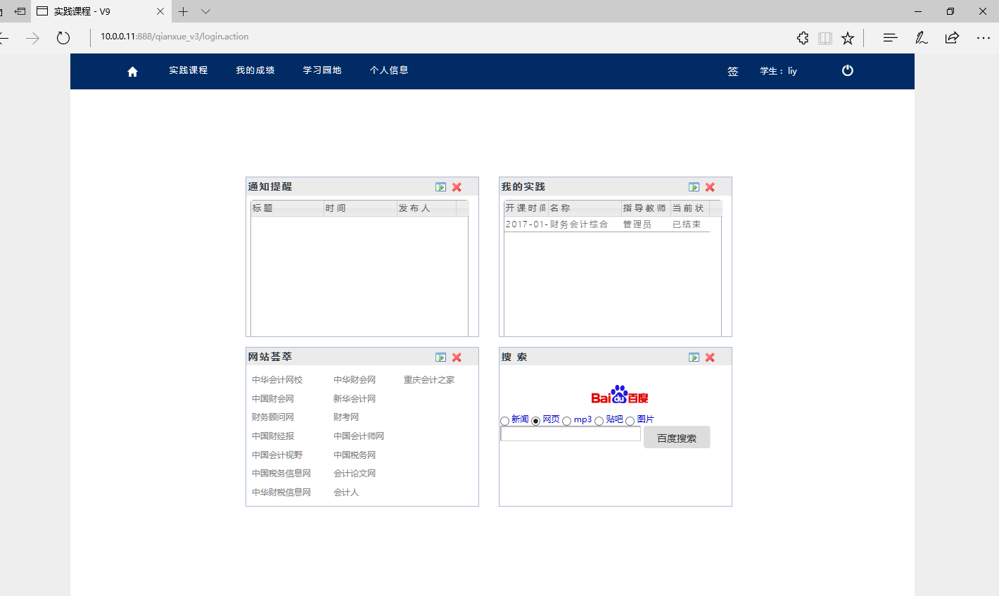 实践课程 - V9
10.0.0.11:888/qianxue_v3/login.action
实践课程 我的成绩 学习园地 个人信息 签 学生： liy
通知提醒
标题 时间 发布人
我的实践
开课时间 名称 指导教师 当前状
2017-01- 财务会计综合 管理员 已结束
网站荟萃
中华会计网校 中华财会网 重庆会计之家
中国财会网 新华会计网
财务顾问网 财考网
中国财经报 中国会计师网
中国会计视野 中国税务网
中国税务信息网 会计论文网
中华财税信息网 会计人
搜 索
Baidu百度
新闻 网页 mp3 贴吧 图片
百度搜索